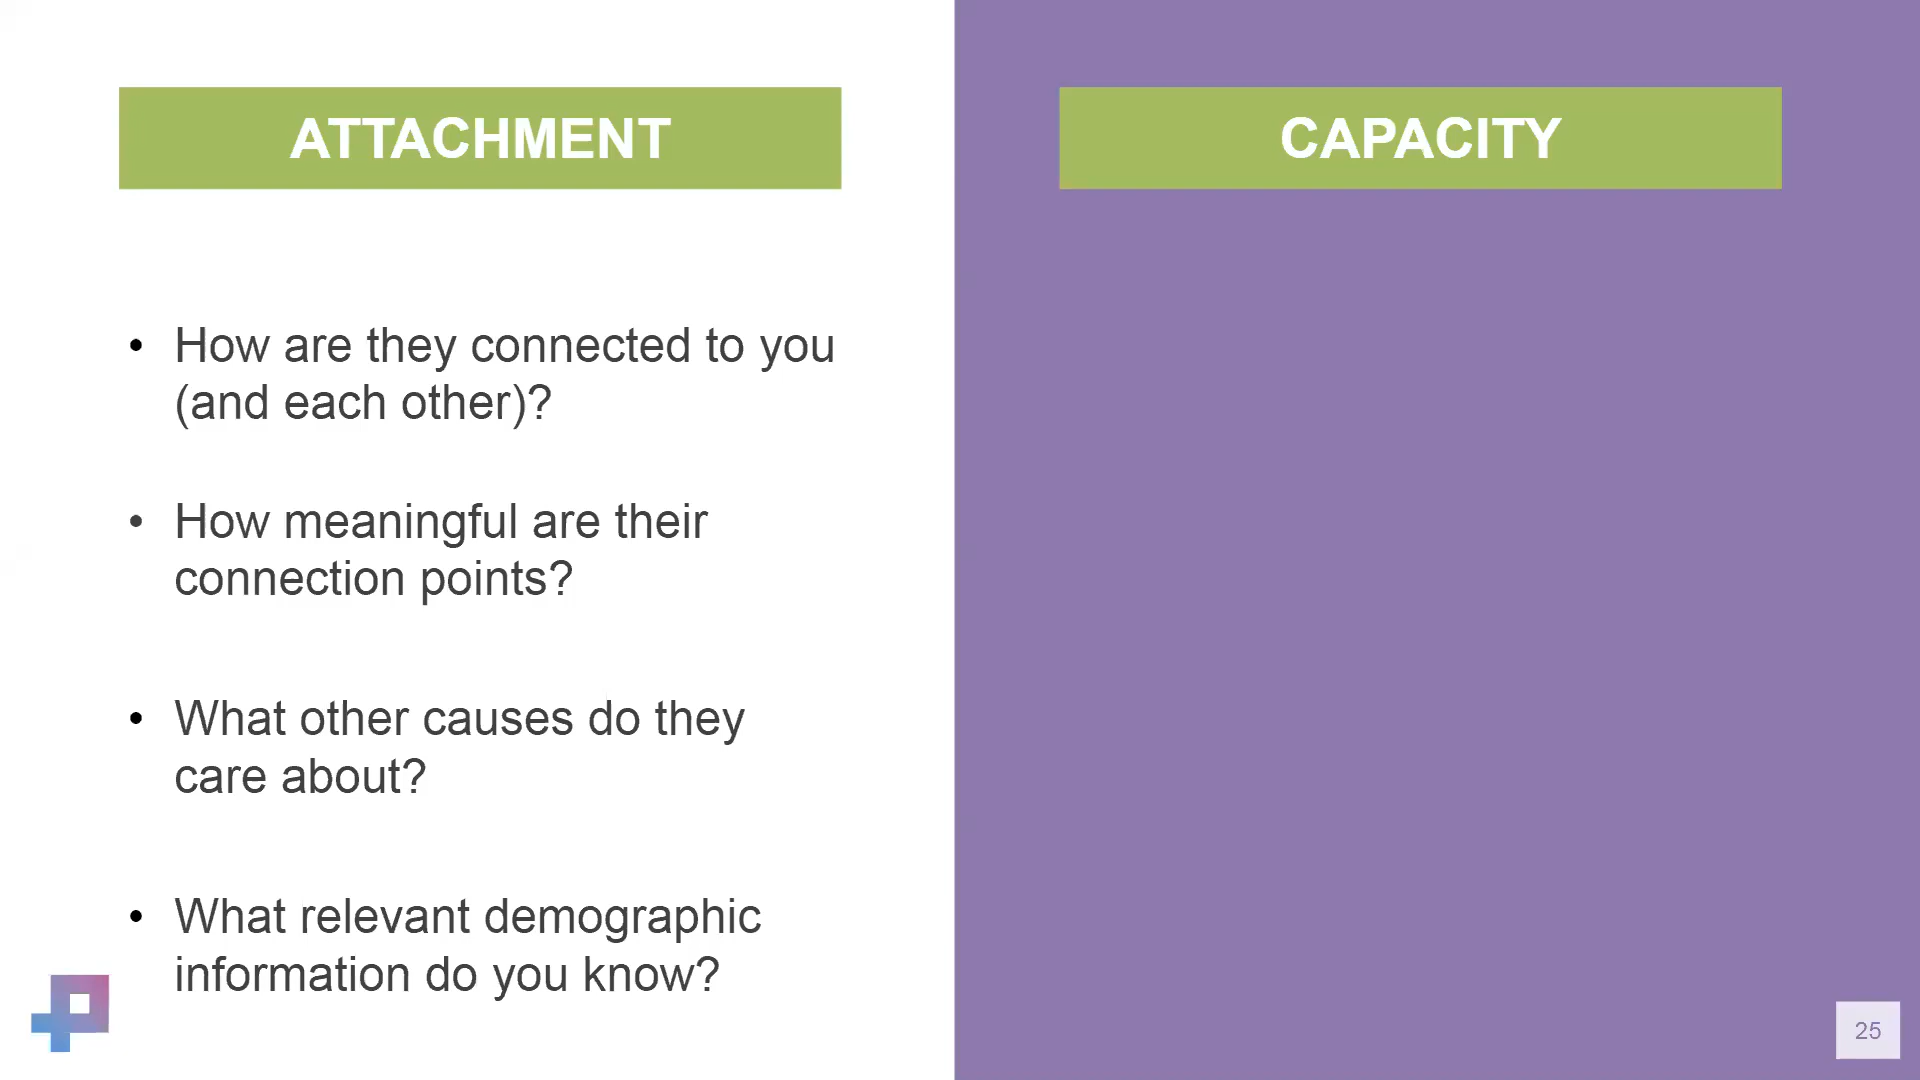 ATTACHMENT
• How are they connected to you
(and each other)?
• How meaningful are their
connection points?
• What other causes do they
care about?
• What relevant demographic
information do you know?
CAPACITY
25